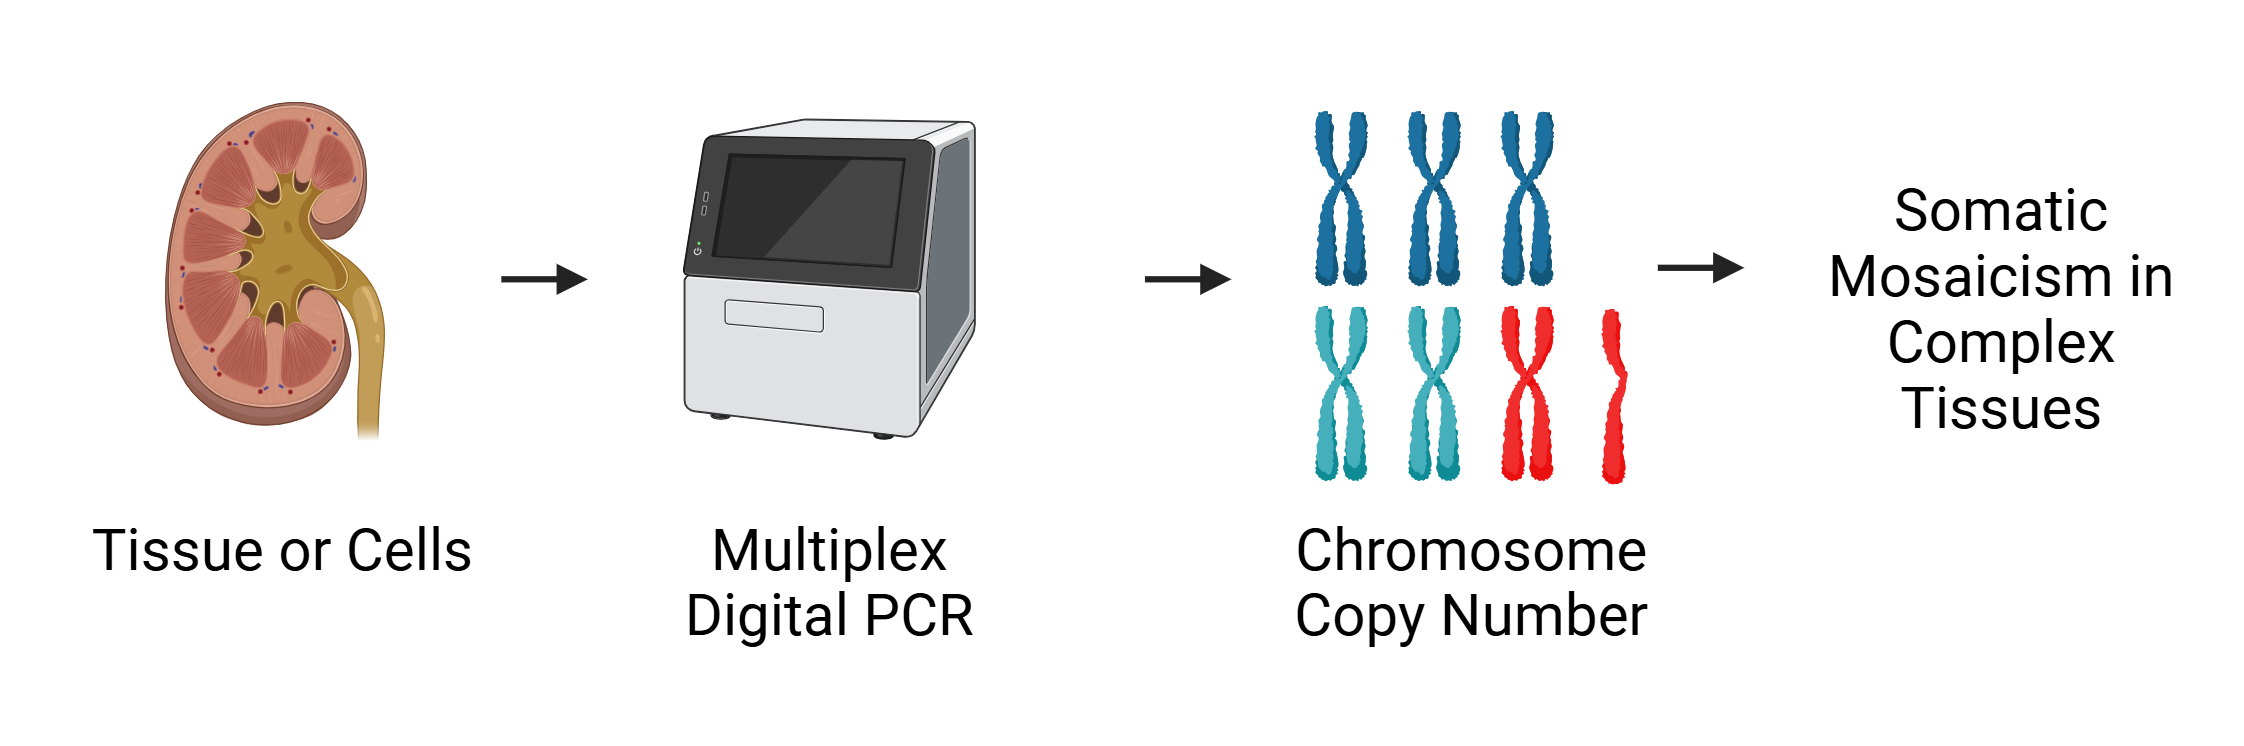 Tissue or Cells
Multiplex
Digital PCR
Chromosome
Copy Number
Somatic
Mosaicism in
Complex
Tissues